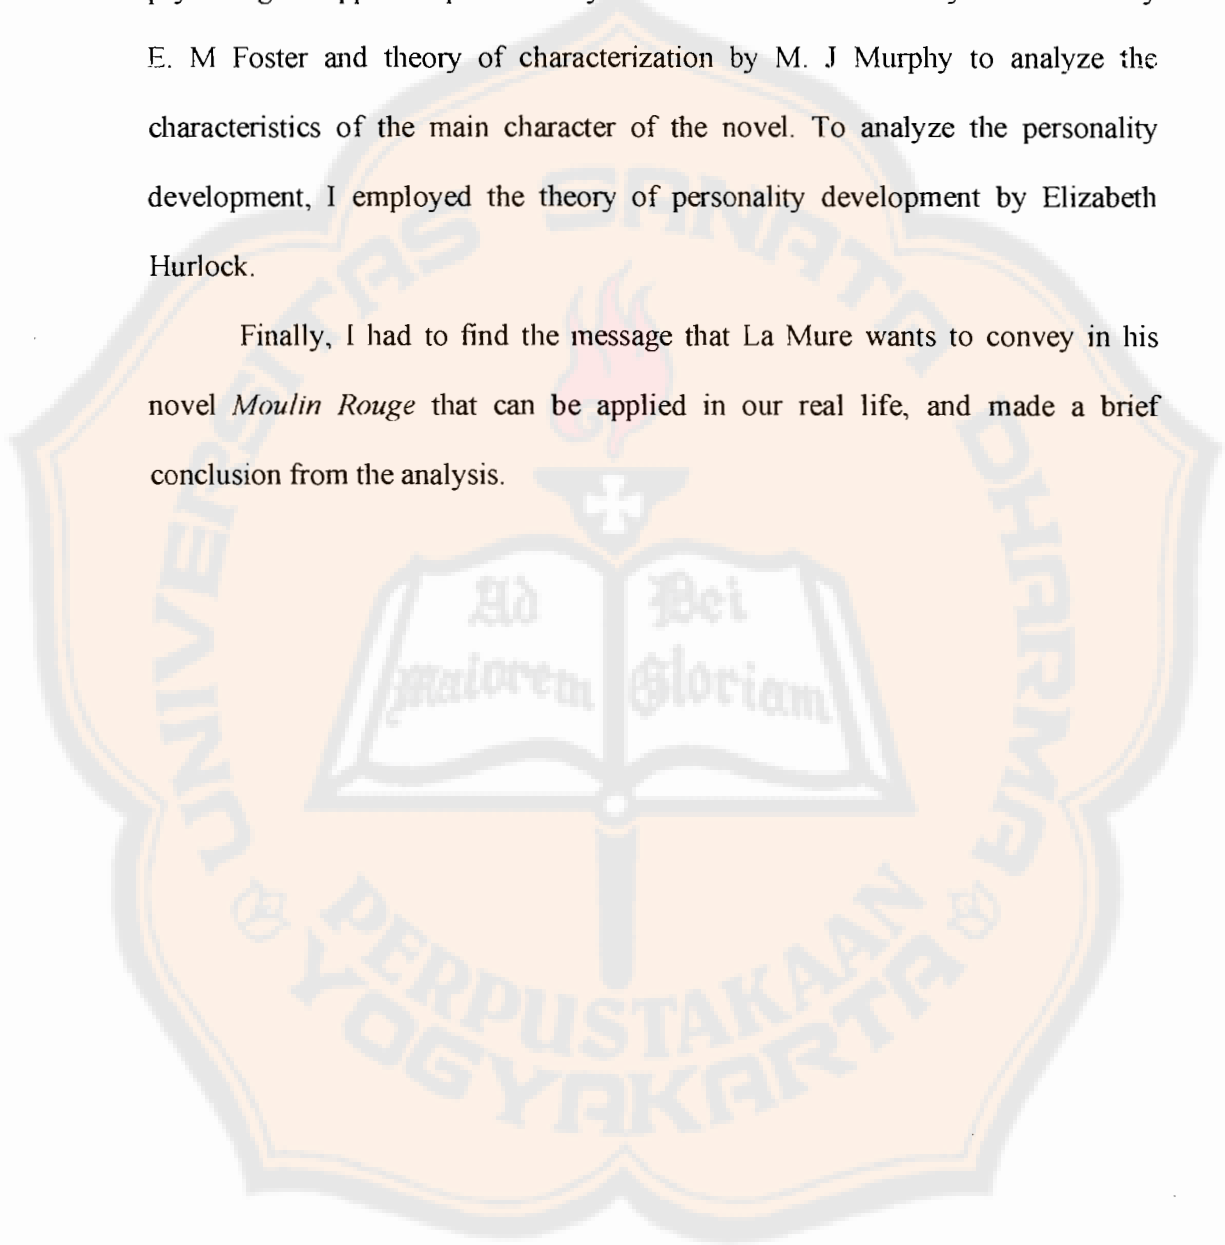 E. M Foster and theory of characterization by M. J Murphy to analyze the
characteristics of the main character of the novel. To analyze the personality
development, I employed the theory of personality development by Elizabeth
Hurlock.
Finally, I had to find the message that La Mure wants to convey in his
novel Moulin Rouge that can be applied in our real life, and made a brief
conclusion from the analysis.
UNIVERSITAS SANATA DHARMA
Ad Dei
Maiorem Gloriam
PERPUSTAKAAN
YOGYAKARTA